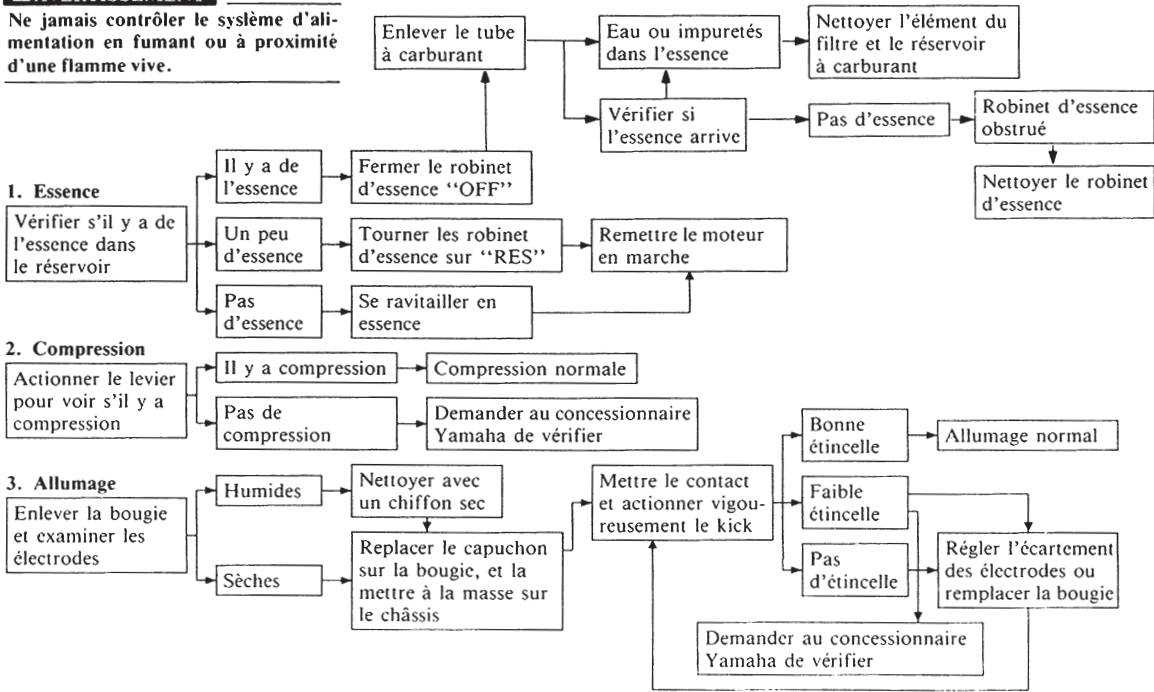 Ne jamais contrôler le système d'ali-
mentation en fumant ou à proximité
d'une flamme vive.
Enlever le tube
à carburant
Eau ou impuretés
dans l'essence
Nettoyer l'élément du
filtre et le réservoir
à carburant
Vérifier si
l'essence arrive
Pas d'essence
Robinet d'essence
obstrué
Nettoyer le robinet
d'essence
1. Essence
Vérifier s'il y a de
l'essence dans
le réservoir
Il y a de
l'essence
Fermer le robinet
d'essence “OFF”
Un peu
d'essence
Tourner les robinet
d'essence sur “RES”
Remettre le moteur
en marche
Pas
d'essence
Se ravitailler en
essence
2. Compression
Actionner le levier
pour voir s'il y a
compression
Il y a compression
Compression normale
Pas de
compression
Demander au concessionnaire
Yamaha de vérifier
3. Allumage
Enlever la bougie
et examiner les
électrodes
Humides
Nettoyer avec
un chiffon sec
Sèches
Replacer le capuchon
sur la bougie, et la
mettre à la masse sur
le châssis
Mettre le contact
et actionner vigou-
reusement le kick
Bonne
étincelle
Allumage normal
Faible
étincelle
Pas
d'étincelle
Régler l'écartement
des électrodes ou
remplacer la bougie
Demander au concessionnaire
Yamaha de vérifier